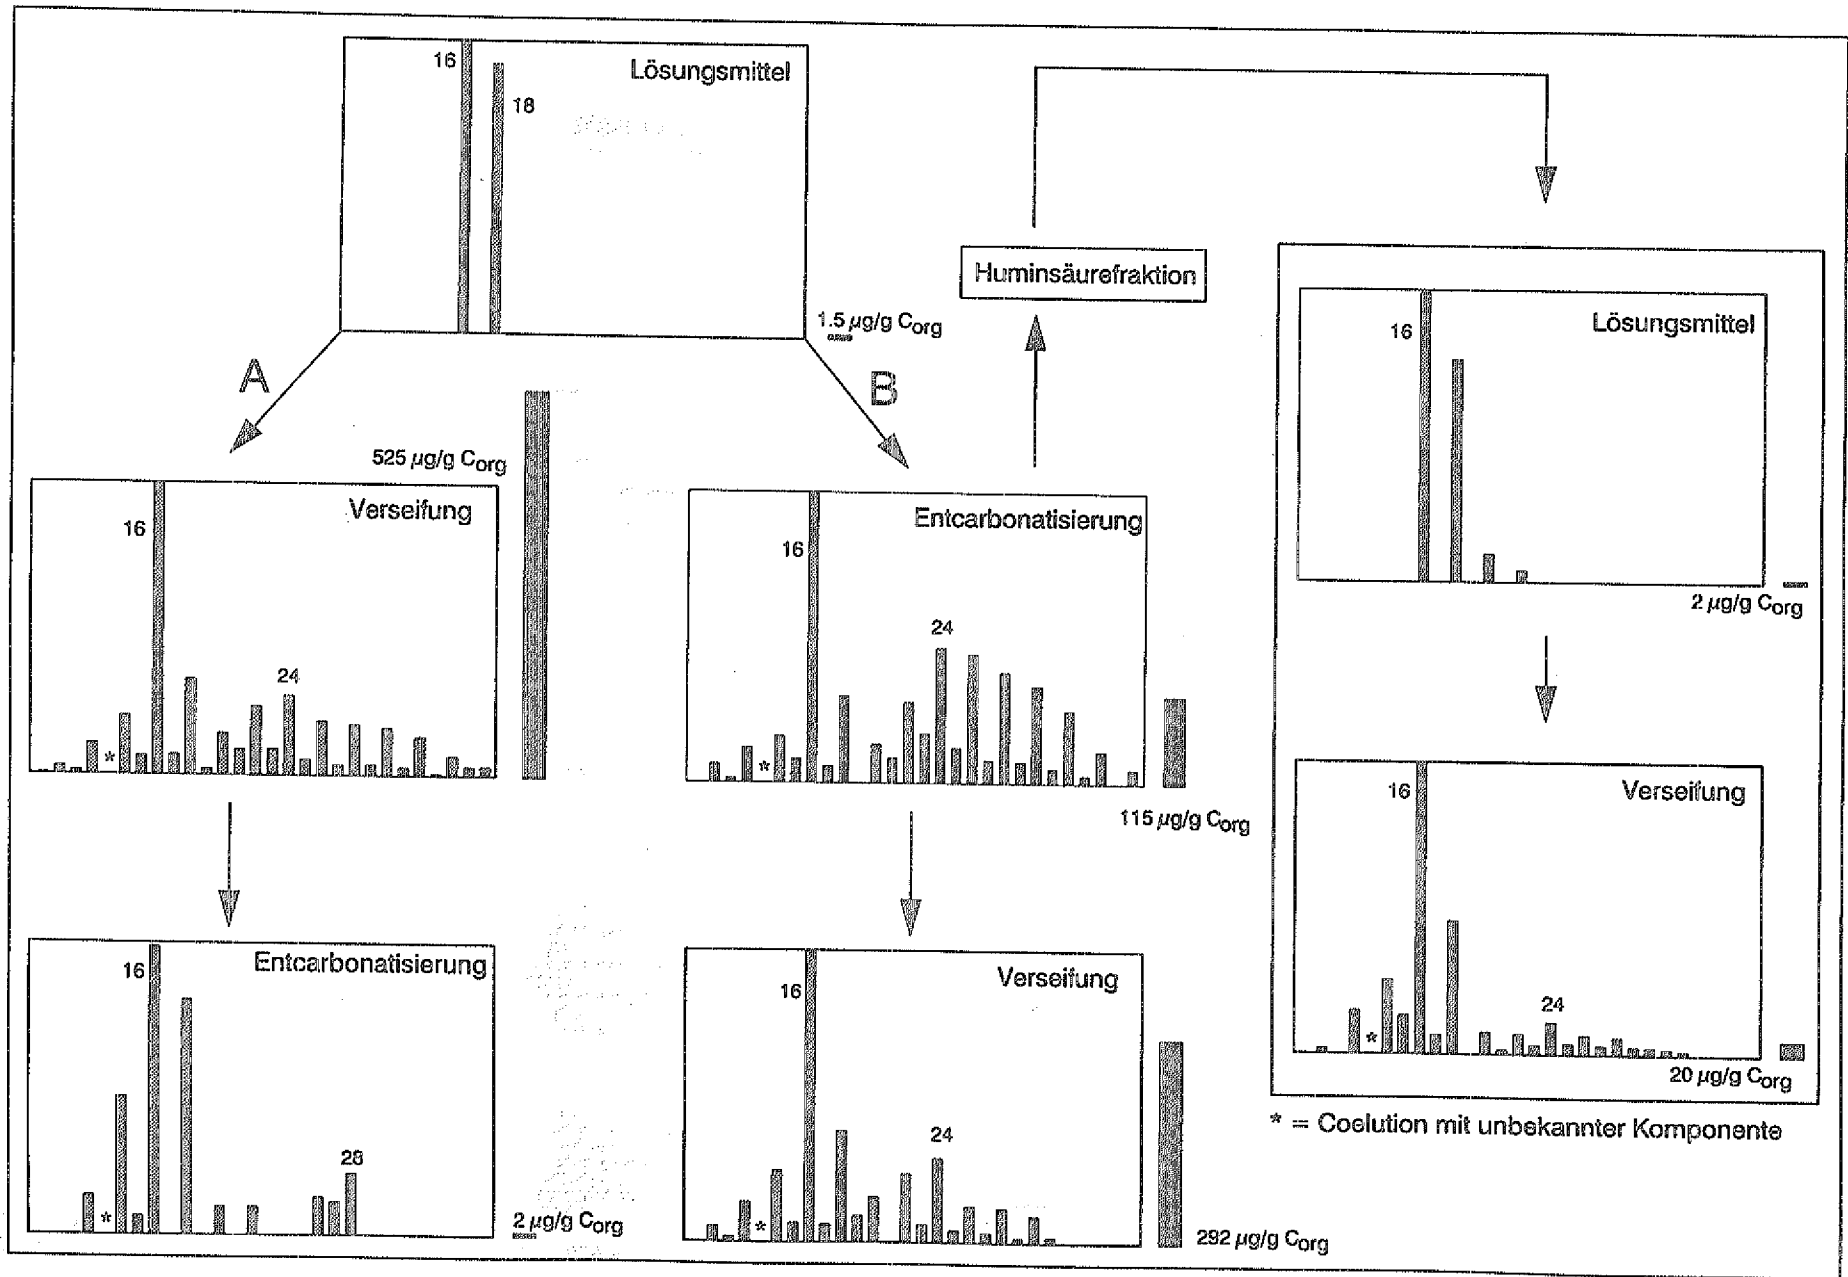 16
Lösungsmittel
18
1.5 µg/g Corg
A
B
Huminsäurefraktion
525 µg/g Corg
Verseifung
16
24
Entcarbonatisierung
16
24
115 µg/g Corg
Entcarbonatisierung
16
28
2 µg/g Corg
Verseifung
16
24
292 µg/g Corg
Lösungsmittel
16
2 µg/g Corg
Verseifung
16
24
20 µg/g Corg
* = Coelution mit unbekannter Komponente
*
*
*
*
*